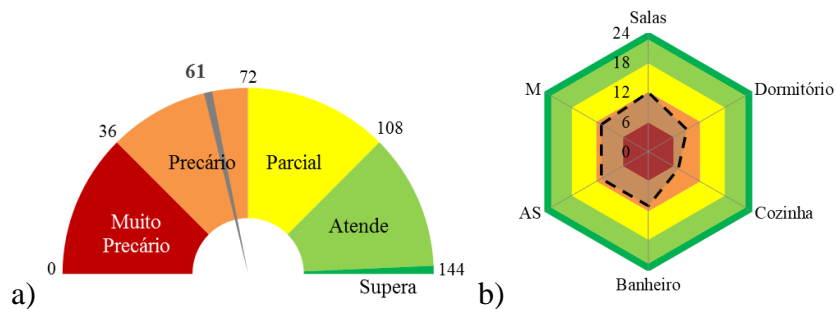 a)
61
72
36
108
Precário
Parcial
Muito
Precário
Atende
0
144
Supera
b)
Salas
24
18
12
6
0
M
Dormitório
AS
Cozinha
Banheiro